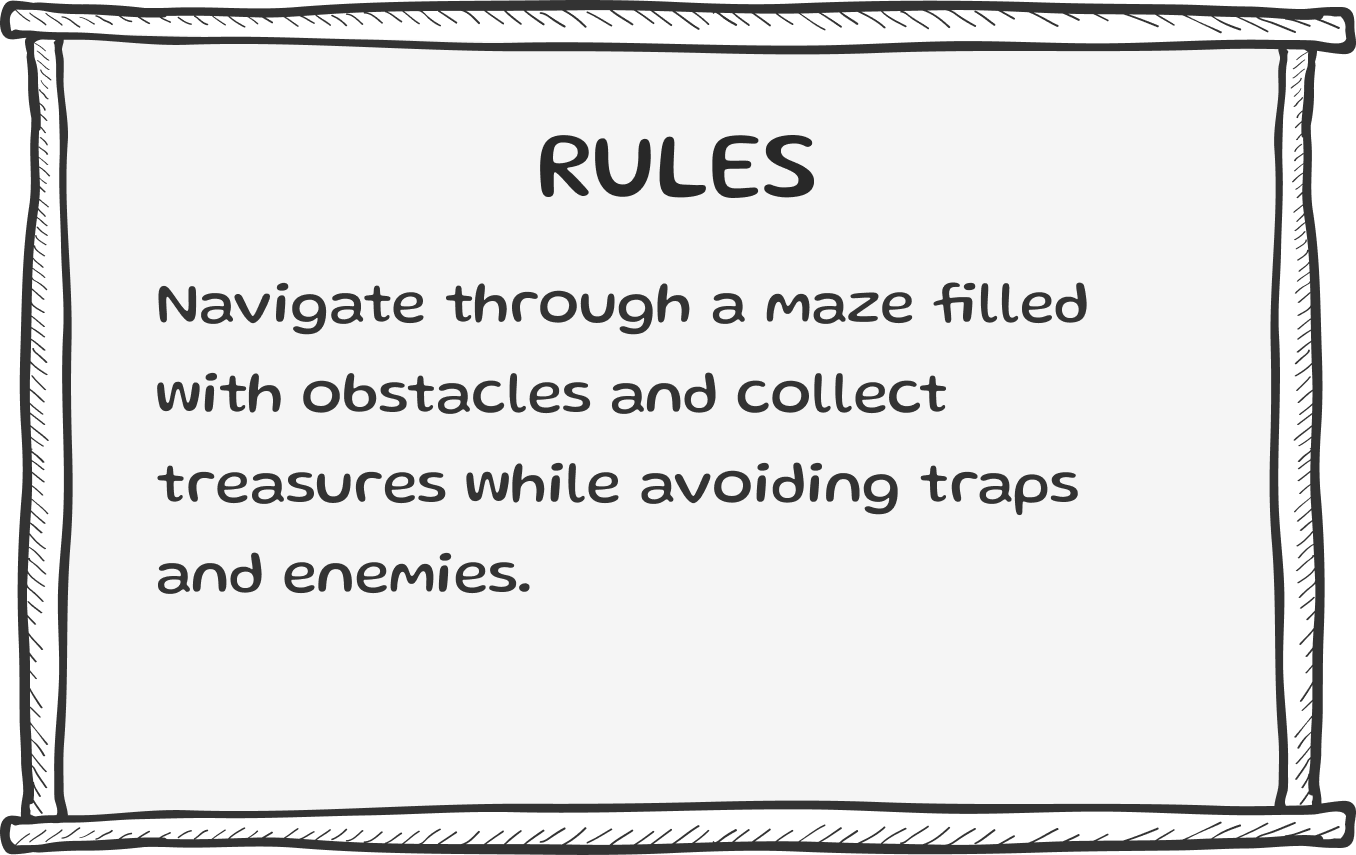 RULES
Navigate through a maze filled
with obstacles and collect
treasures while avoiding traps
and enemies.